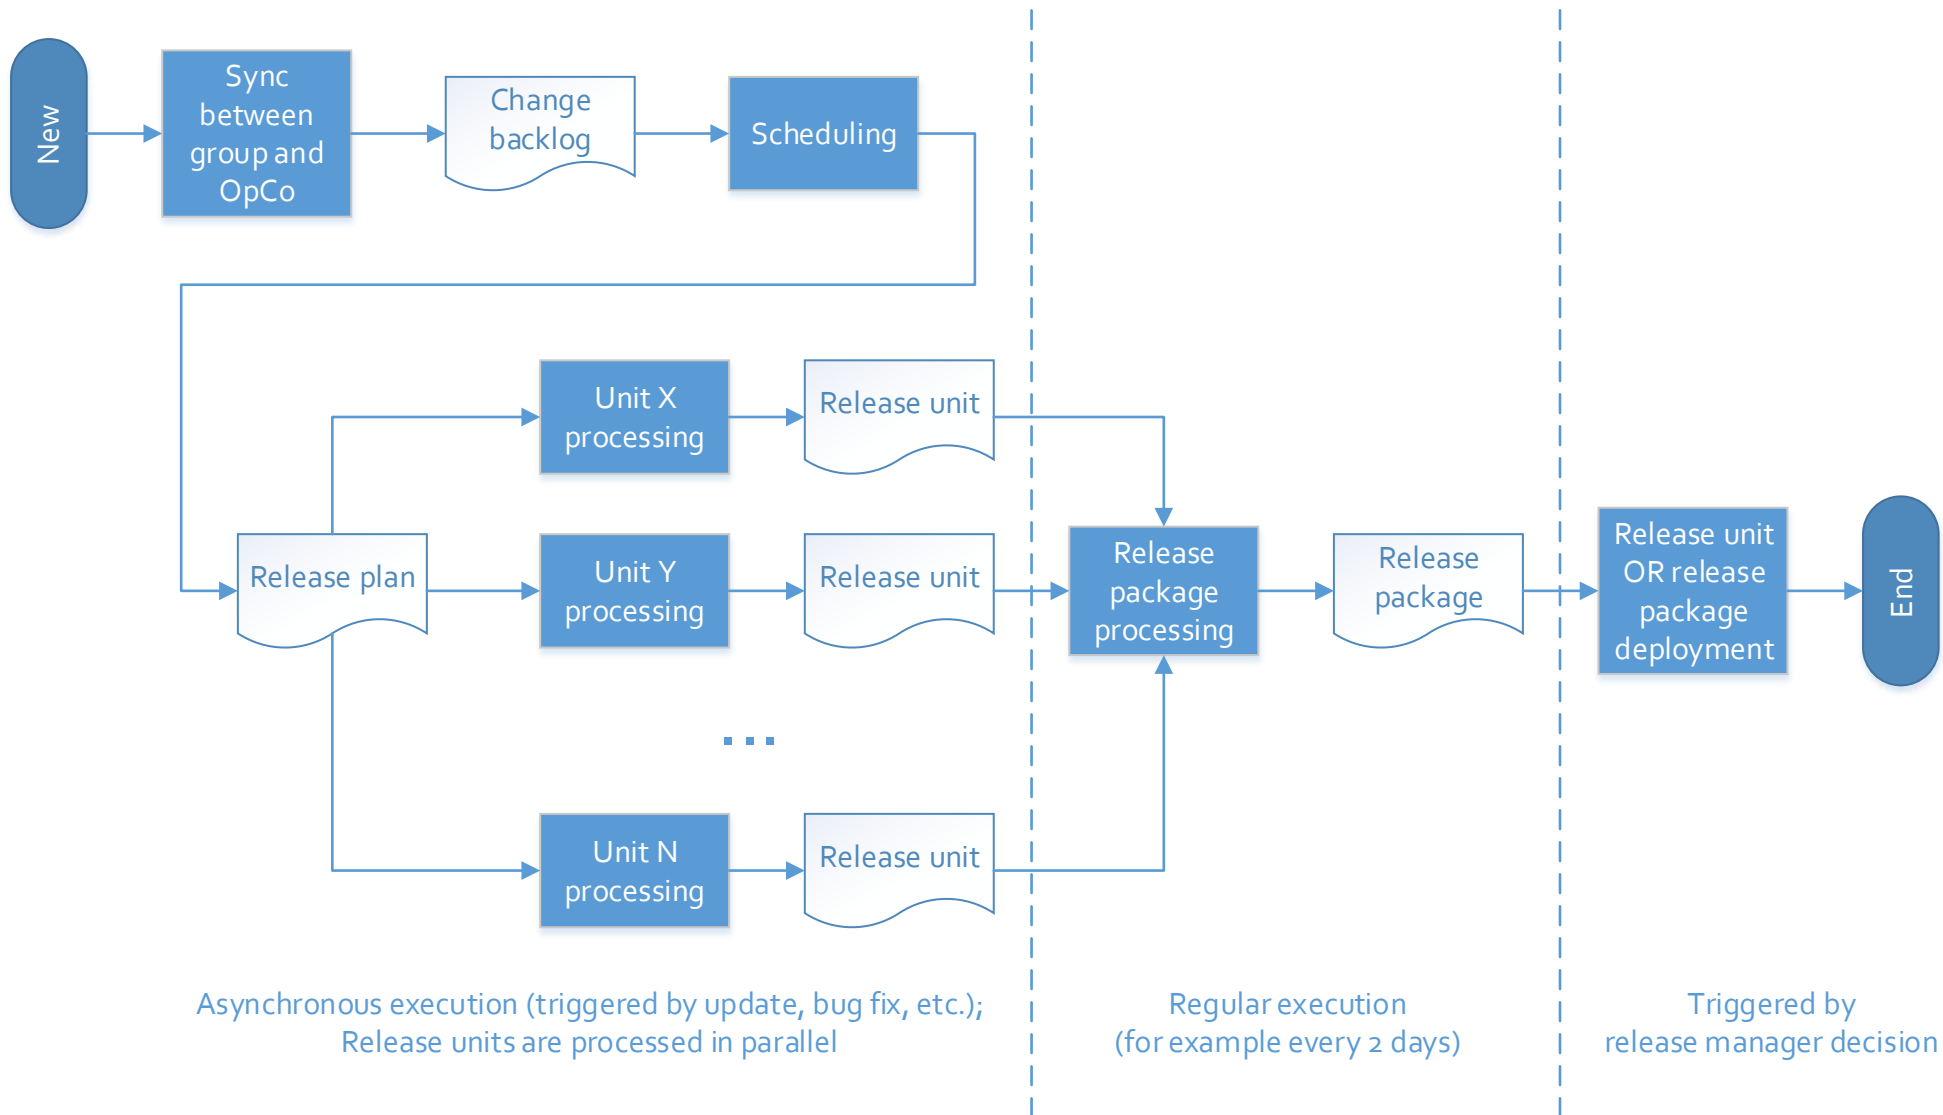 New
Sync
between
group and
OpCo
Change
backlog
Scheduling
Unit X
processing
Release unit
Release plan
Unit Y
processing
Release unit
Release
package
processing
Release
package
Release unit
OR release
package
deployment
End
...
Unit N
processing
Release unit
Asynchronous execution (triggered by update, bug fix, etc.);
Release units are processed in parallel
Regular execution
(for example every 2 days)
Triggered by
release manager decision